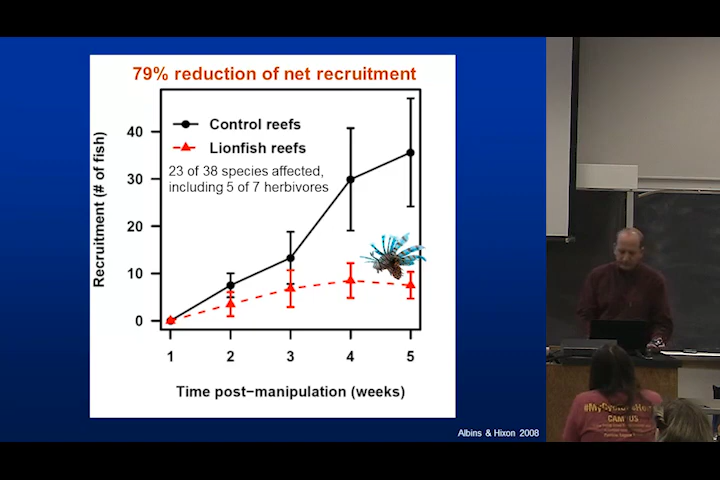 79% reduction of net recruitment
Control reefs
Lionfish reefs
23 of 38 species affected,
including 5 of 7 herbivores
Recruitment (# of fish)
40
30
20
10
0
1 2 3 4 5
Time post−manipulation (weeks)
Albins & Hixon 2008
CAMPUS